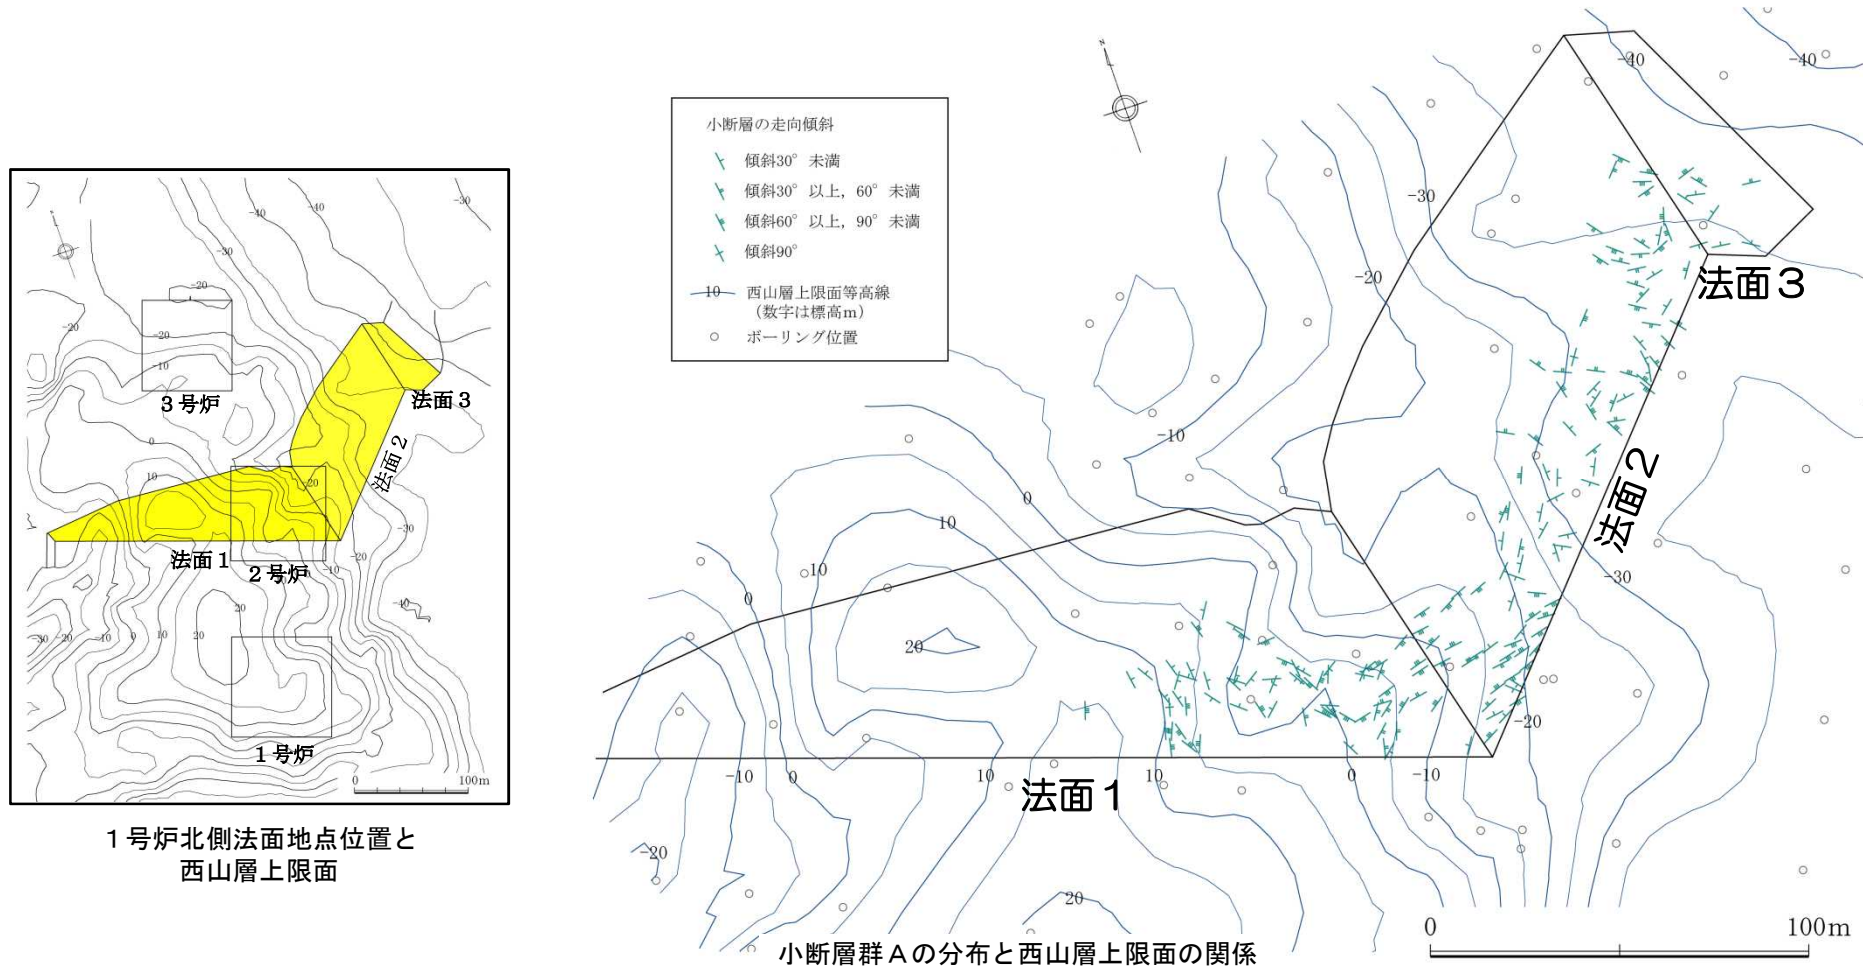 N
-40
-40
-30
-30
-20
-20
-20
-10
3号炉
法面3
法面2
0
10
-20
法面1
2号炉
-30
-20
-10
-40
20
-30
-20
-10
0
10
20
1号炉
0
100m
1号炉北側法面地点位置と
西山層上限面
小断層の走向傾斜
傾斜30°未満
傾斜30°以上，60°未満
傾斜60°以上，90°未満
傾斜90°
10 西山層上限面等高線
（数字は標高m）
ボーリング位置
N
-40
-40
-30
-20
法面3
-10
0
10
10
0
20
法面2
-30
-20
-10
0
10
10
0
-10
法面1
-20
20
0
100m
小断層群Aの分布と西山層上限面の関係